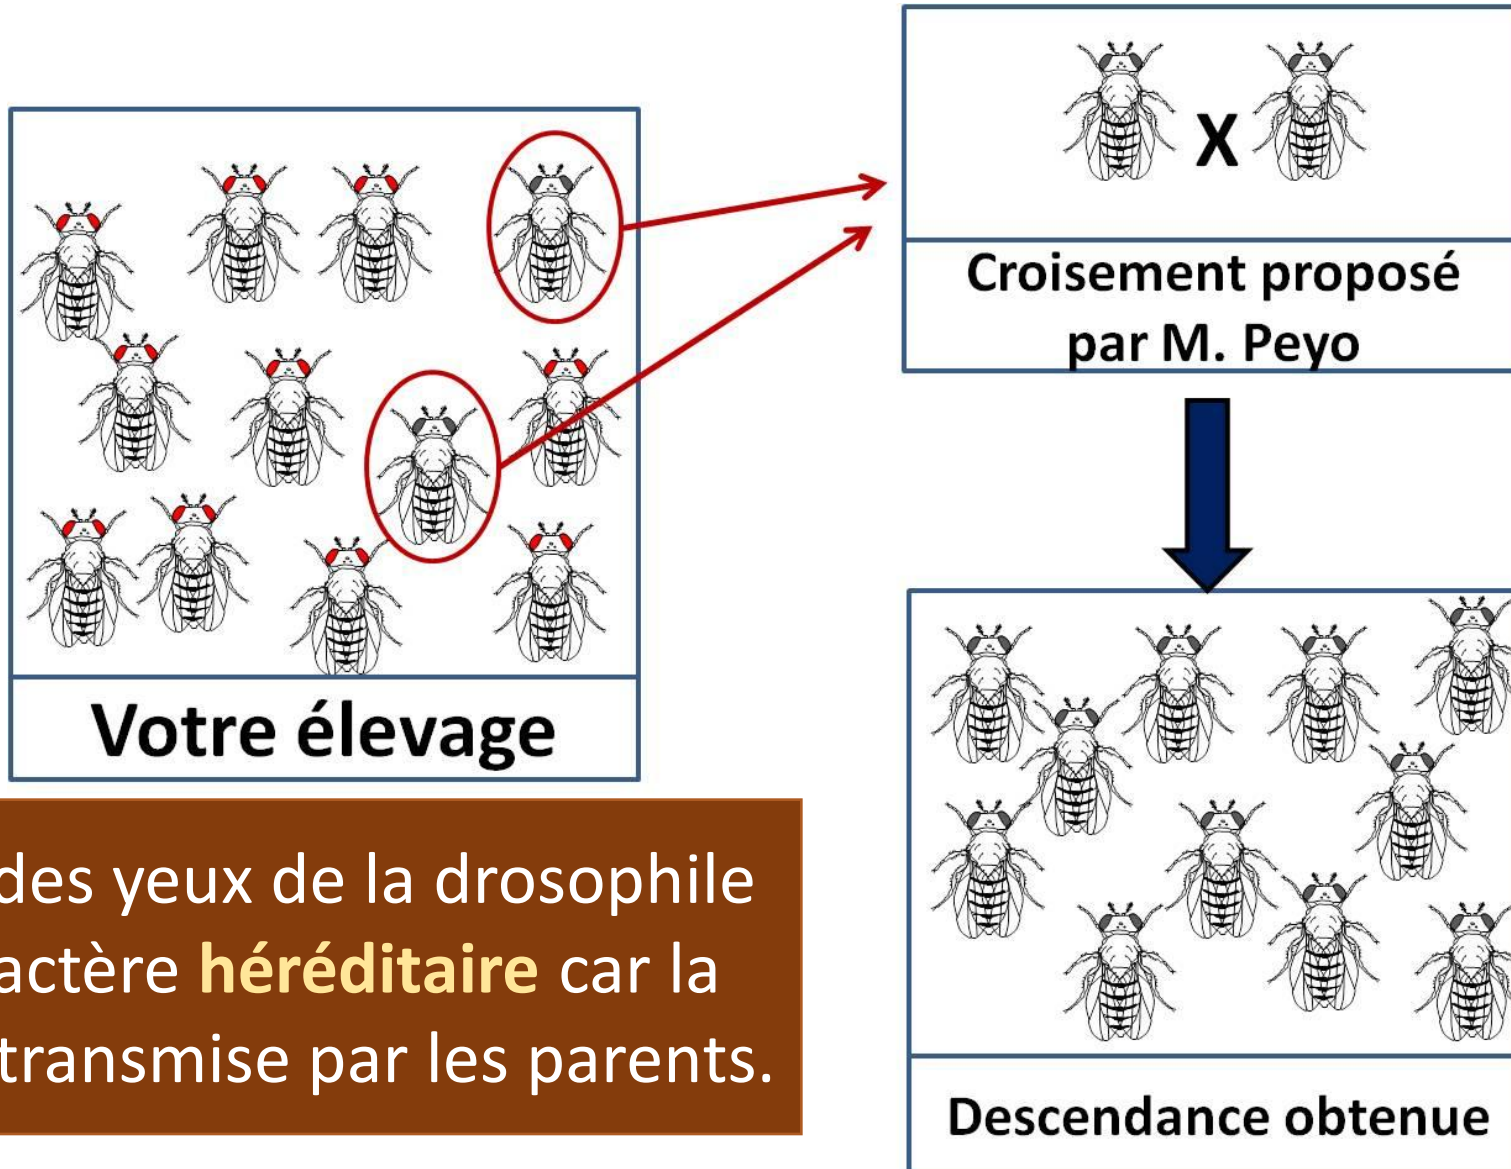 X
Croisement proposé
par M. Peyo
Votre élevage
des yeux de la drosophile
actère héréditaire car la
transmise par les parents.
Descendance obtenue